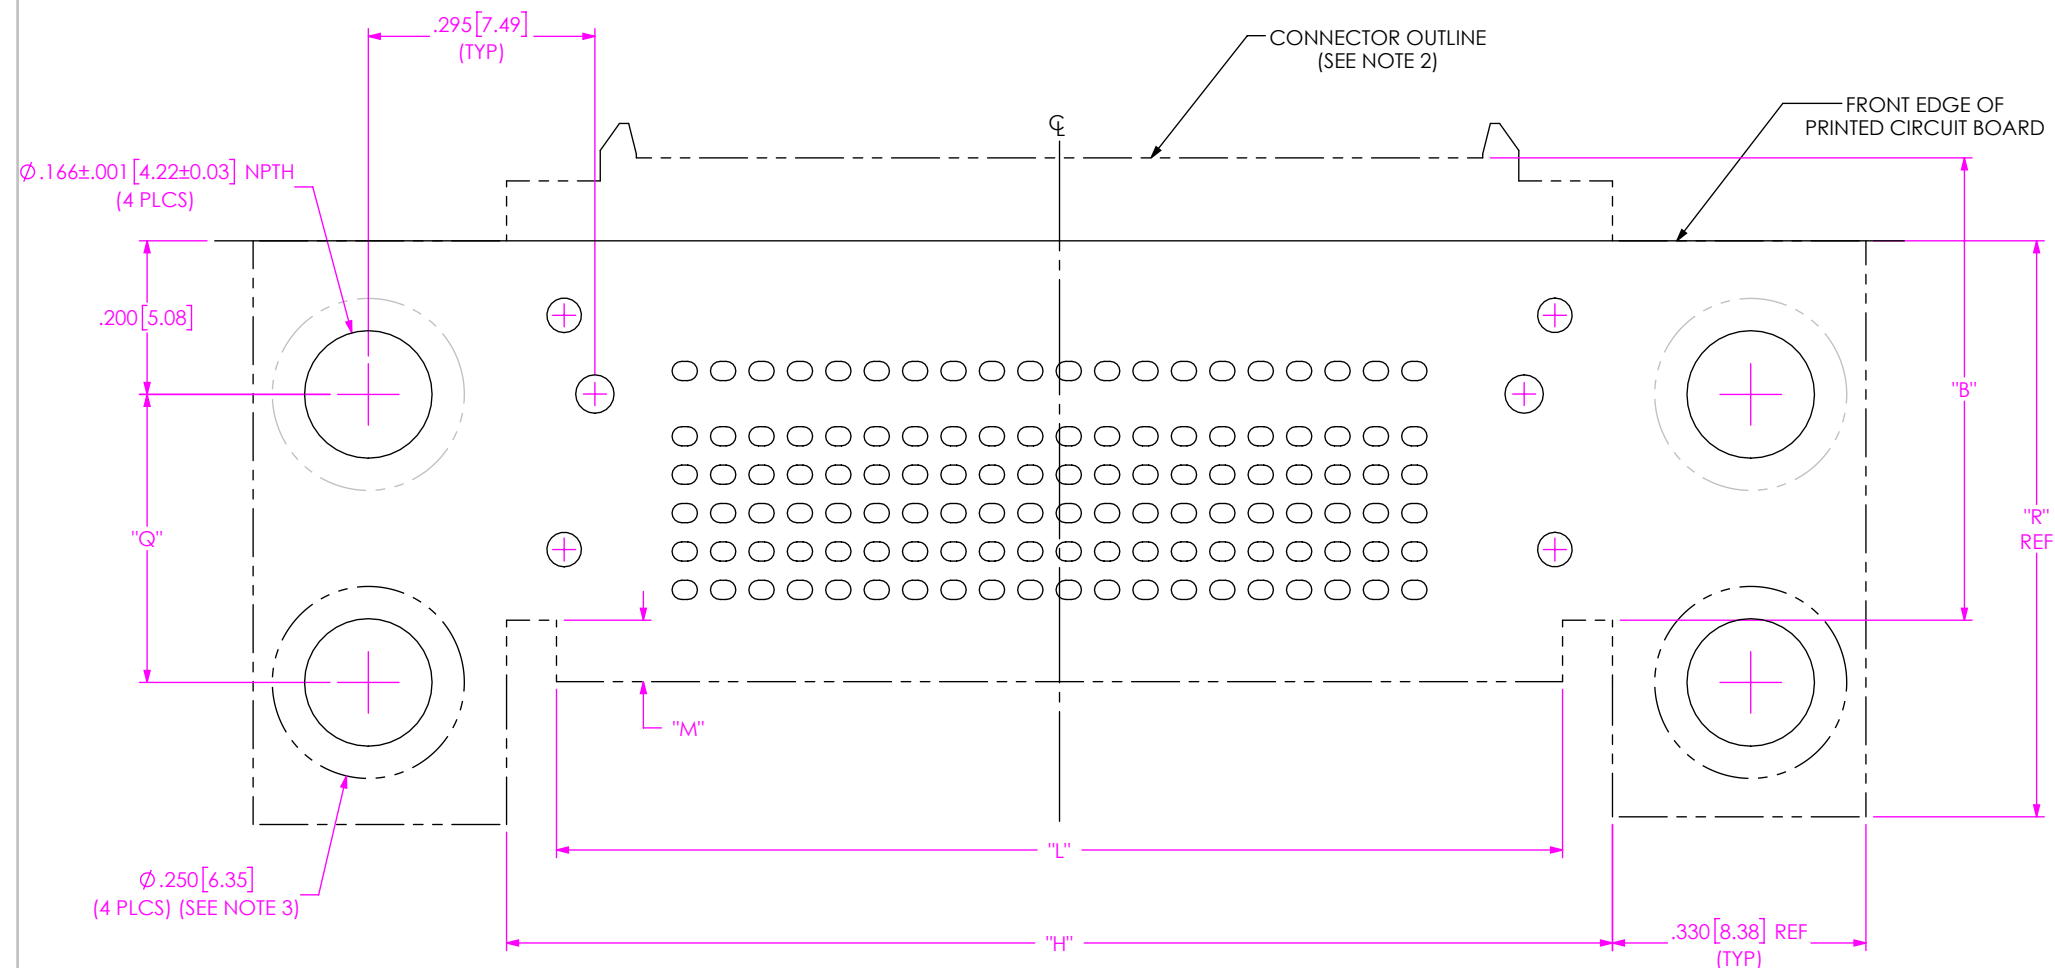 .295[7.49]
(TYP)
CONNECTOR OUTLINE
(SEE NOTE 2)
FRONT EDGE OF
PRINTED CIRCUIT BOARD
℄
Ø.166±.001[4.22±0.03] NPTH
(4 PLCS)
.200[5.08]
"B"
"Q"
"R"
REF
"M"
"L"
Ø.250[6.35]
(4 PLCS) (SEE NOTE 3)
"H"
.330[8.38] REF
(TYP)